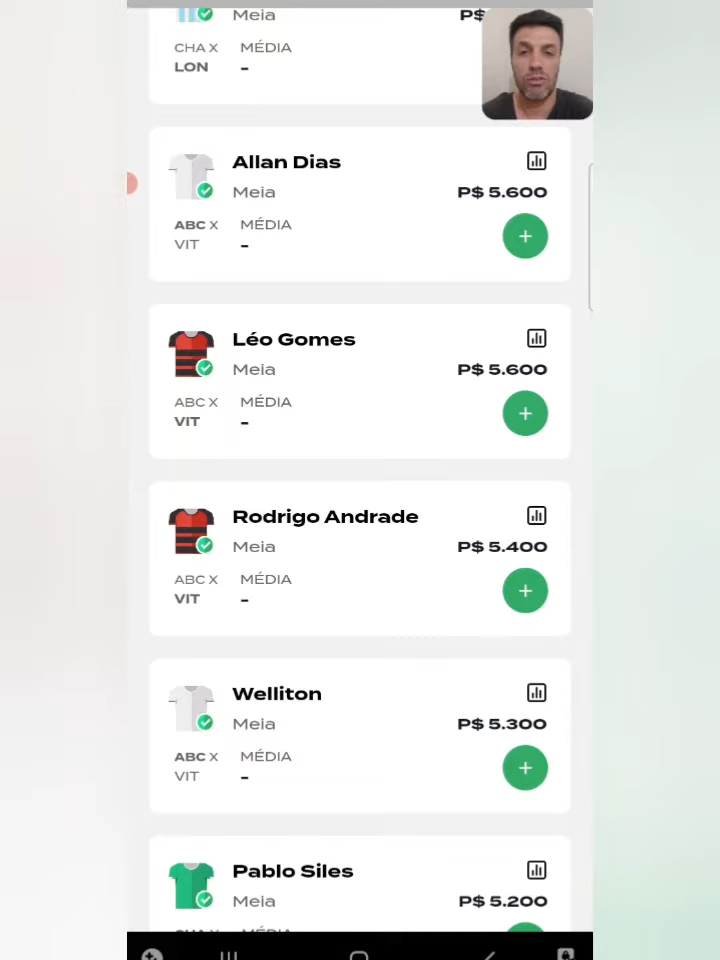 Meia
P$
CHA X MÉDIA
LON -
Allan Dias
Meia
P$ 5.600
ABC X MÉDIA
VIT -
Léo Gomes
Meia
P$ 5.600
ABC X MÉDIA
VIT -
Rodrigo Andrade
Meia
P$ 5.400
ABC X MÉDIA
VIT -
Welliton
Meia
P$ 5.300
ABC X MÉDIA
VIT -
Pablo Siles
Meia
P$ 5.200
CHA X MÉDIA